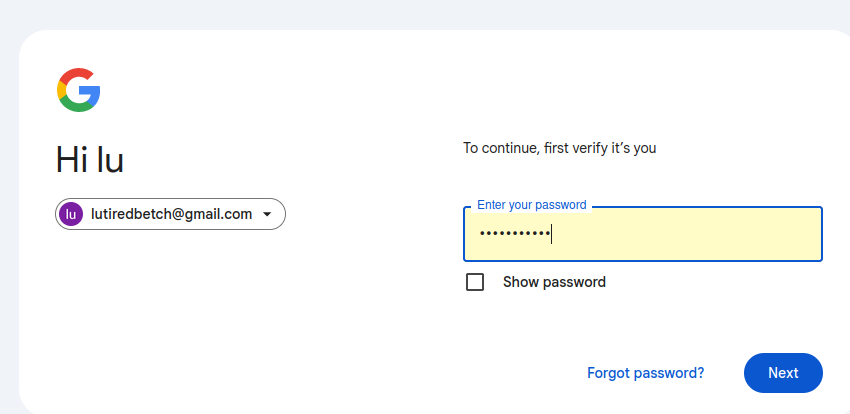 Hi lu
lu lutiredbetch@gmail.com
To continue, first verify it's you
Enter your password
•••••••••••
Show password
Forgot password?
Next